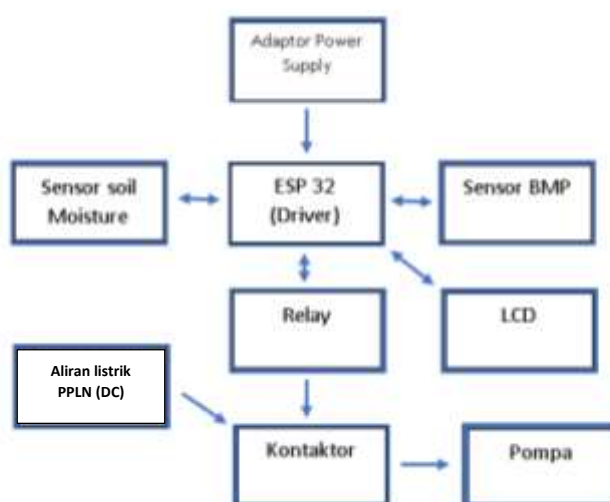 Adaptor Power
Supply
Sensor soil
Moisture
ESP 32
(Driver)
Sensor BMP
Relay
LCD
Aliran listrik
PPLN (DC)
Kontaktor
Pompa